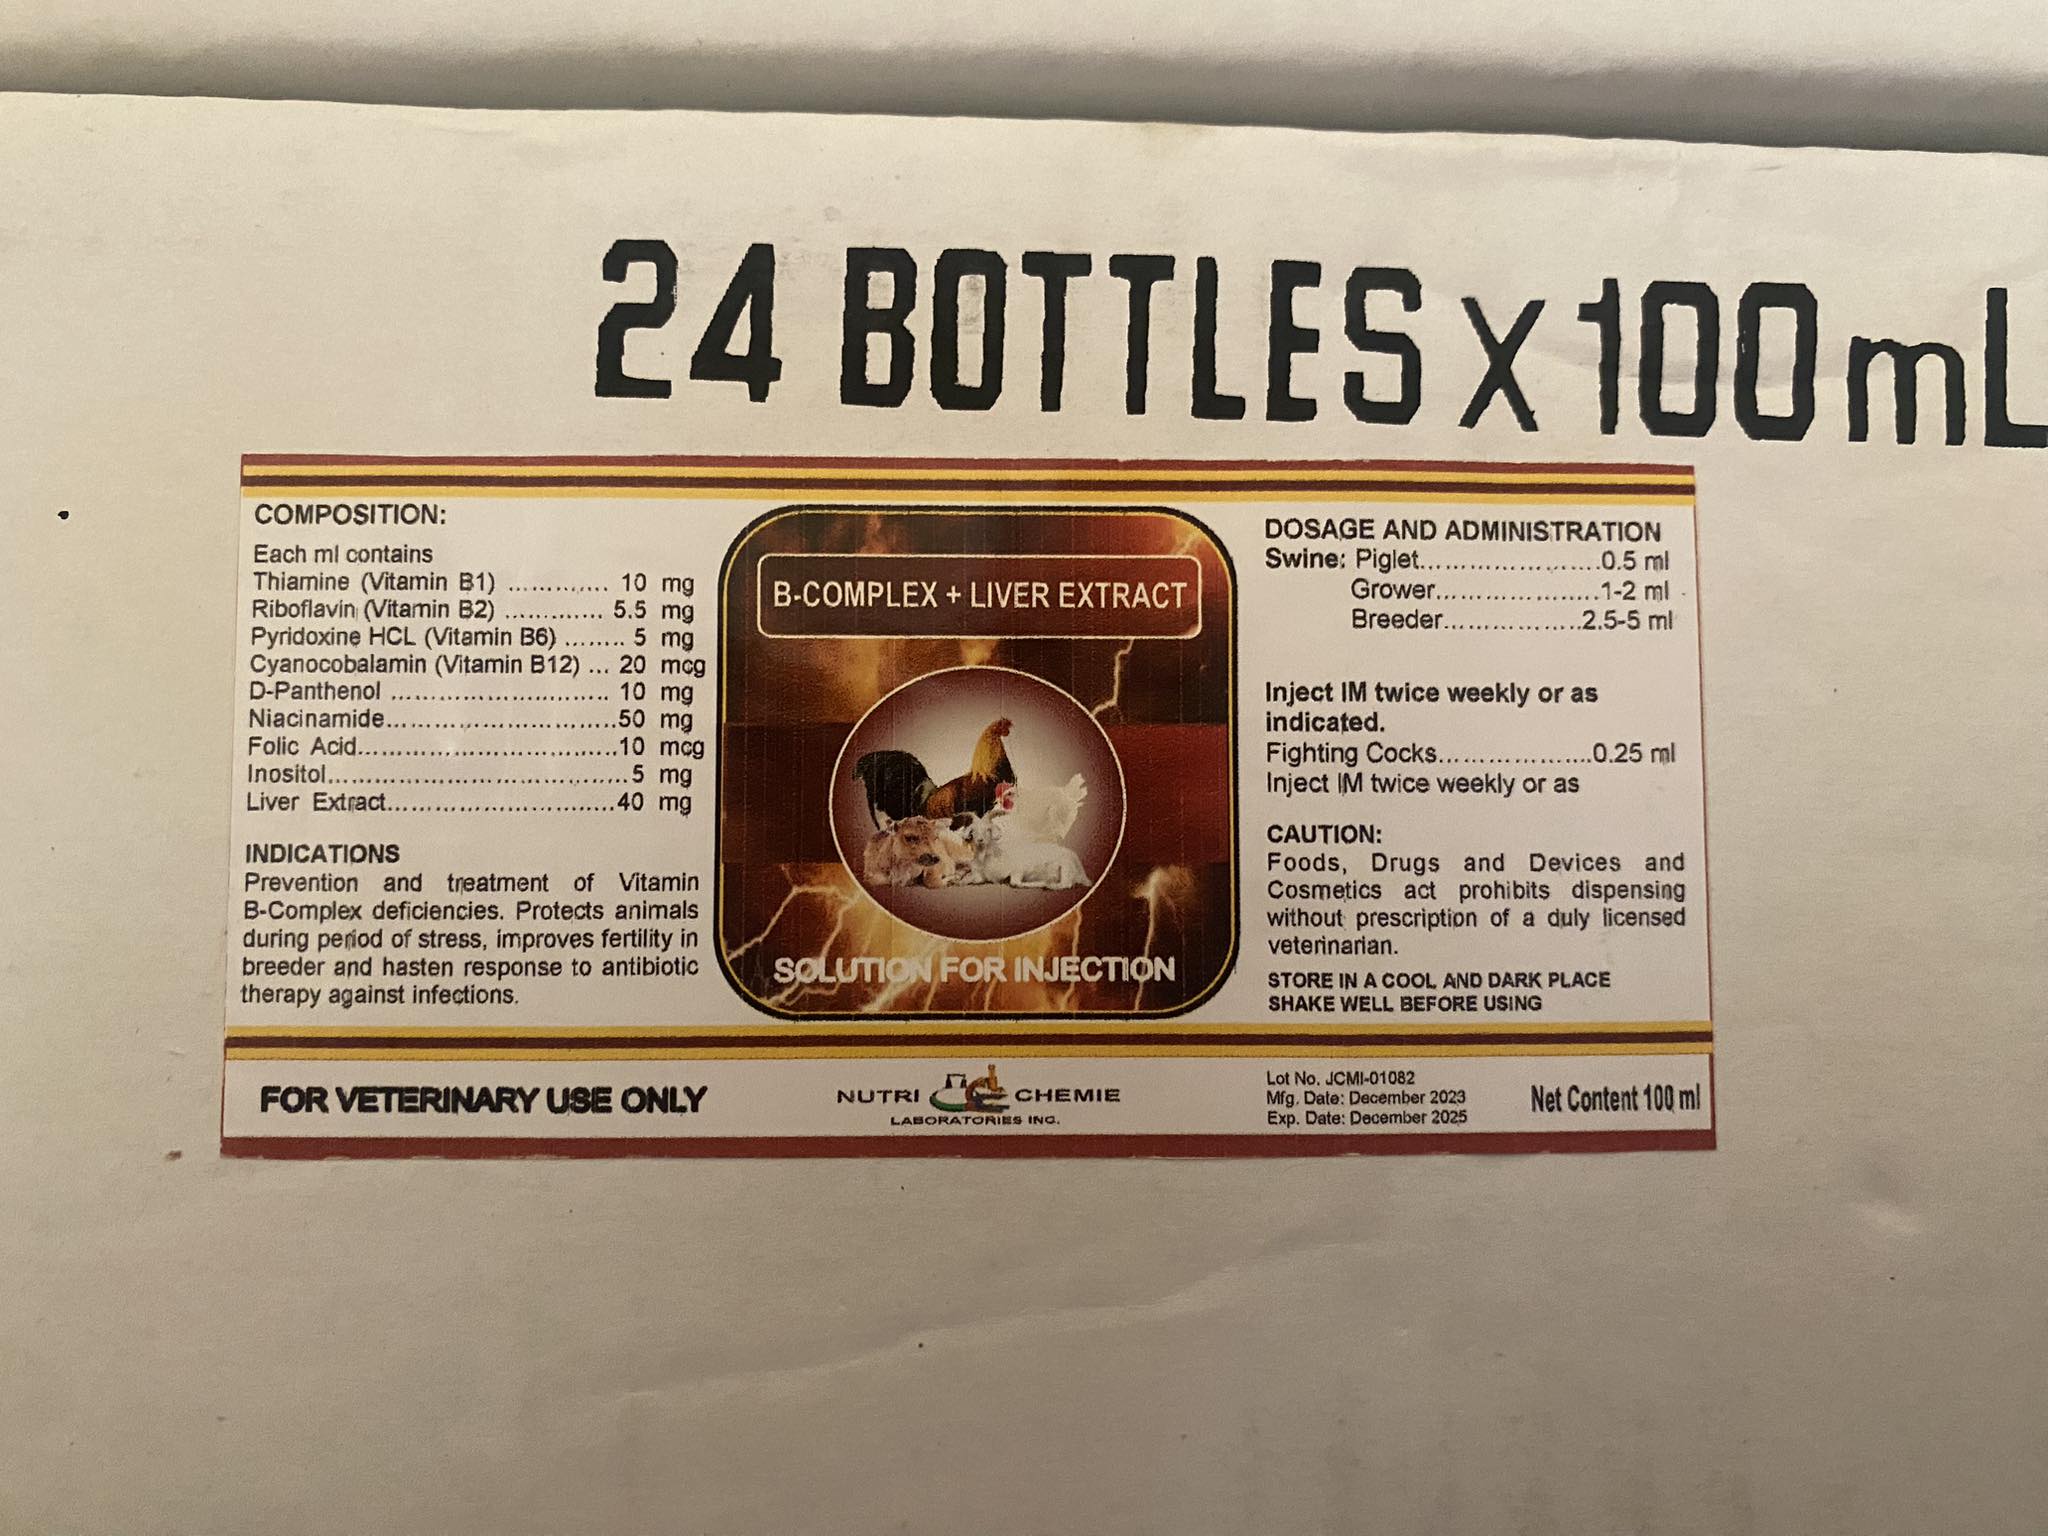 24 BOTTLES X 100 mL
COMPOSITION:
Each ml contains
Thiamine (Vitamin B1) ............. 10 mg
Riboflavin (Vitamin B2) ............. 5.5 mg
Pyridoxine HCL (Vitamin B6) ........ 5 mg
Cyanocobalamin (Vitamin B12) ... 20 mcg
D-Panthenol ............................. 10 mg
Niacinamide..............................50 mg
Folic Acid..................................10 mcg
Inositol.......................................5 mg
Liver Extract..............................40 mg
INDICATIONS
Prevention and treatment of Vitamin
B-Complex deficiencies. Protects animals
during period of stress, improves fertility in
breeder and hasten response to antibiotic
therapy against infections.
B-COMPLEX + LIVER EXTRACT
SOLUTION FOR INJECTION
DOSAGE AND ADMINISTRATION
Swine: Piglet........................0.5 ml
Grower......................1-2 ml
Breeder..................2.5-5 ml
Inject IM twice weekly or as
indicated.
Fighting Cocks.....................0.25 ml
Inject IM twice weekly or as
CAUTION:
Foods, Drugs and Devices and
Cosmetics act prohibits dispensing
without prescription of a duly licensed
veterinarian.
STORE IN A COOL AND DARK PLACE
SHAKE WELL BEFORE USING
FOR VETERINARY USE ONLY
NUTRI CHEMIE
LABORATORIES INC.
Lot No. JCMI-01082
Mfg. Date: December 2023
Exp. Date: December 2025
Net Content 100 ml